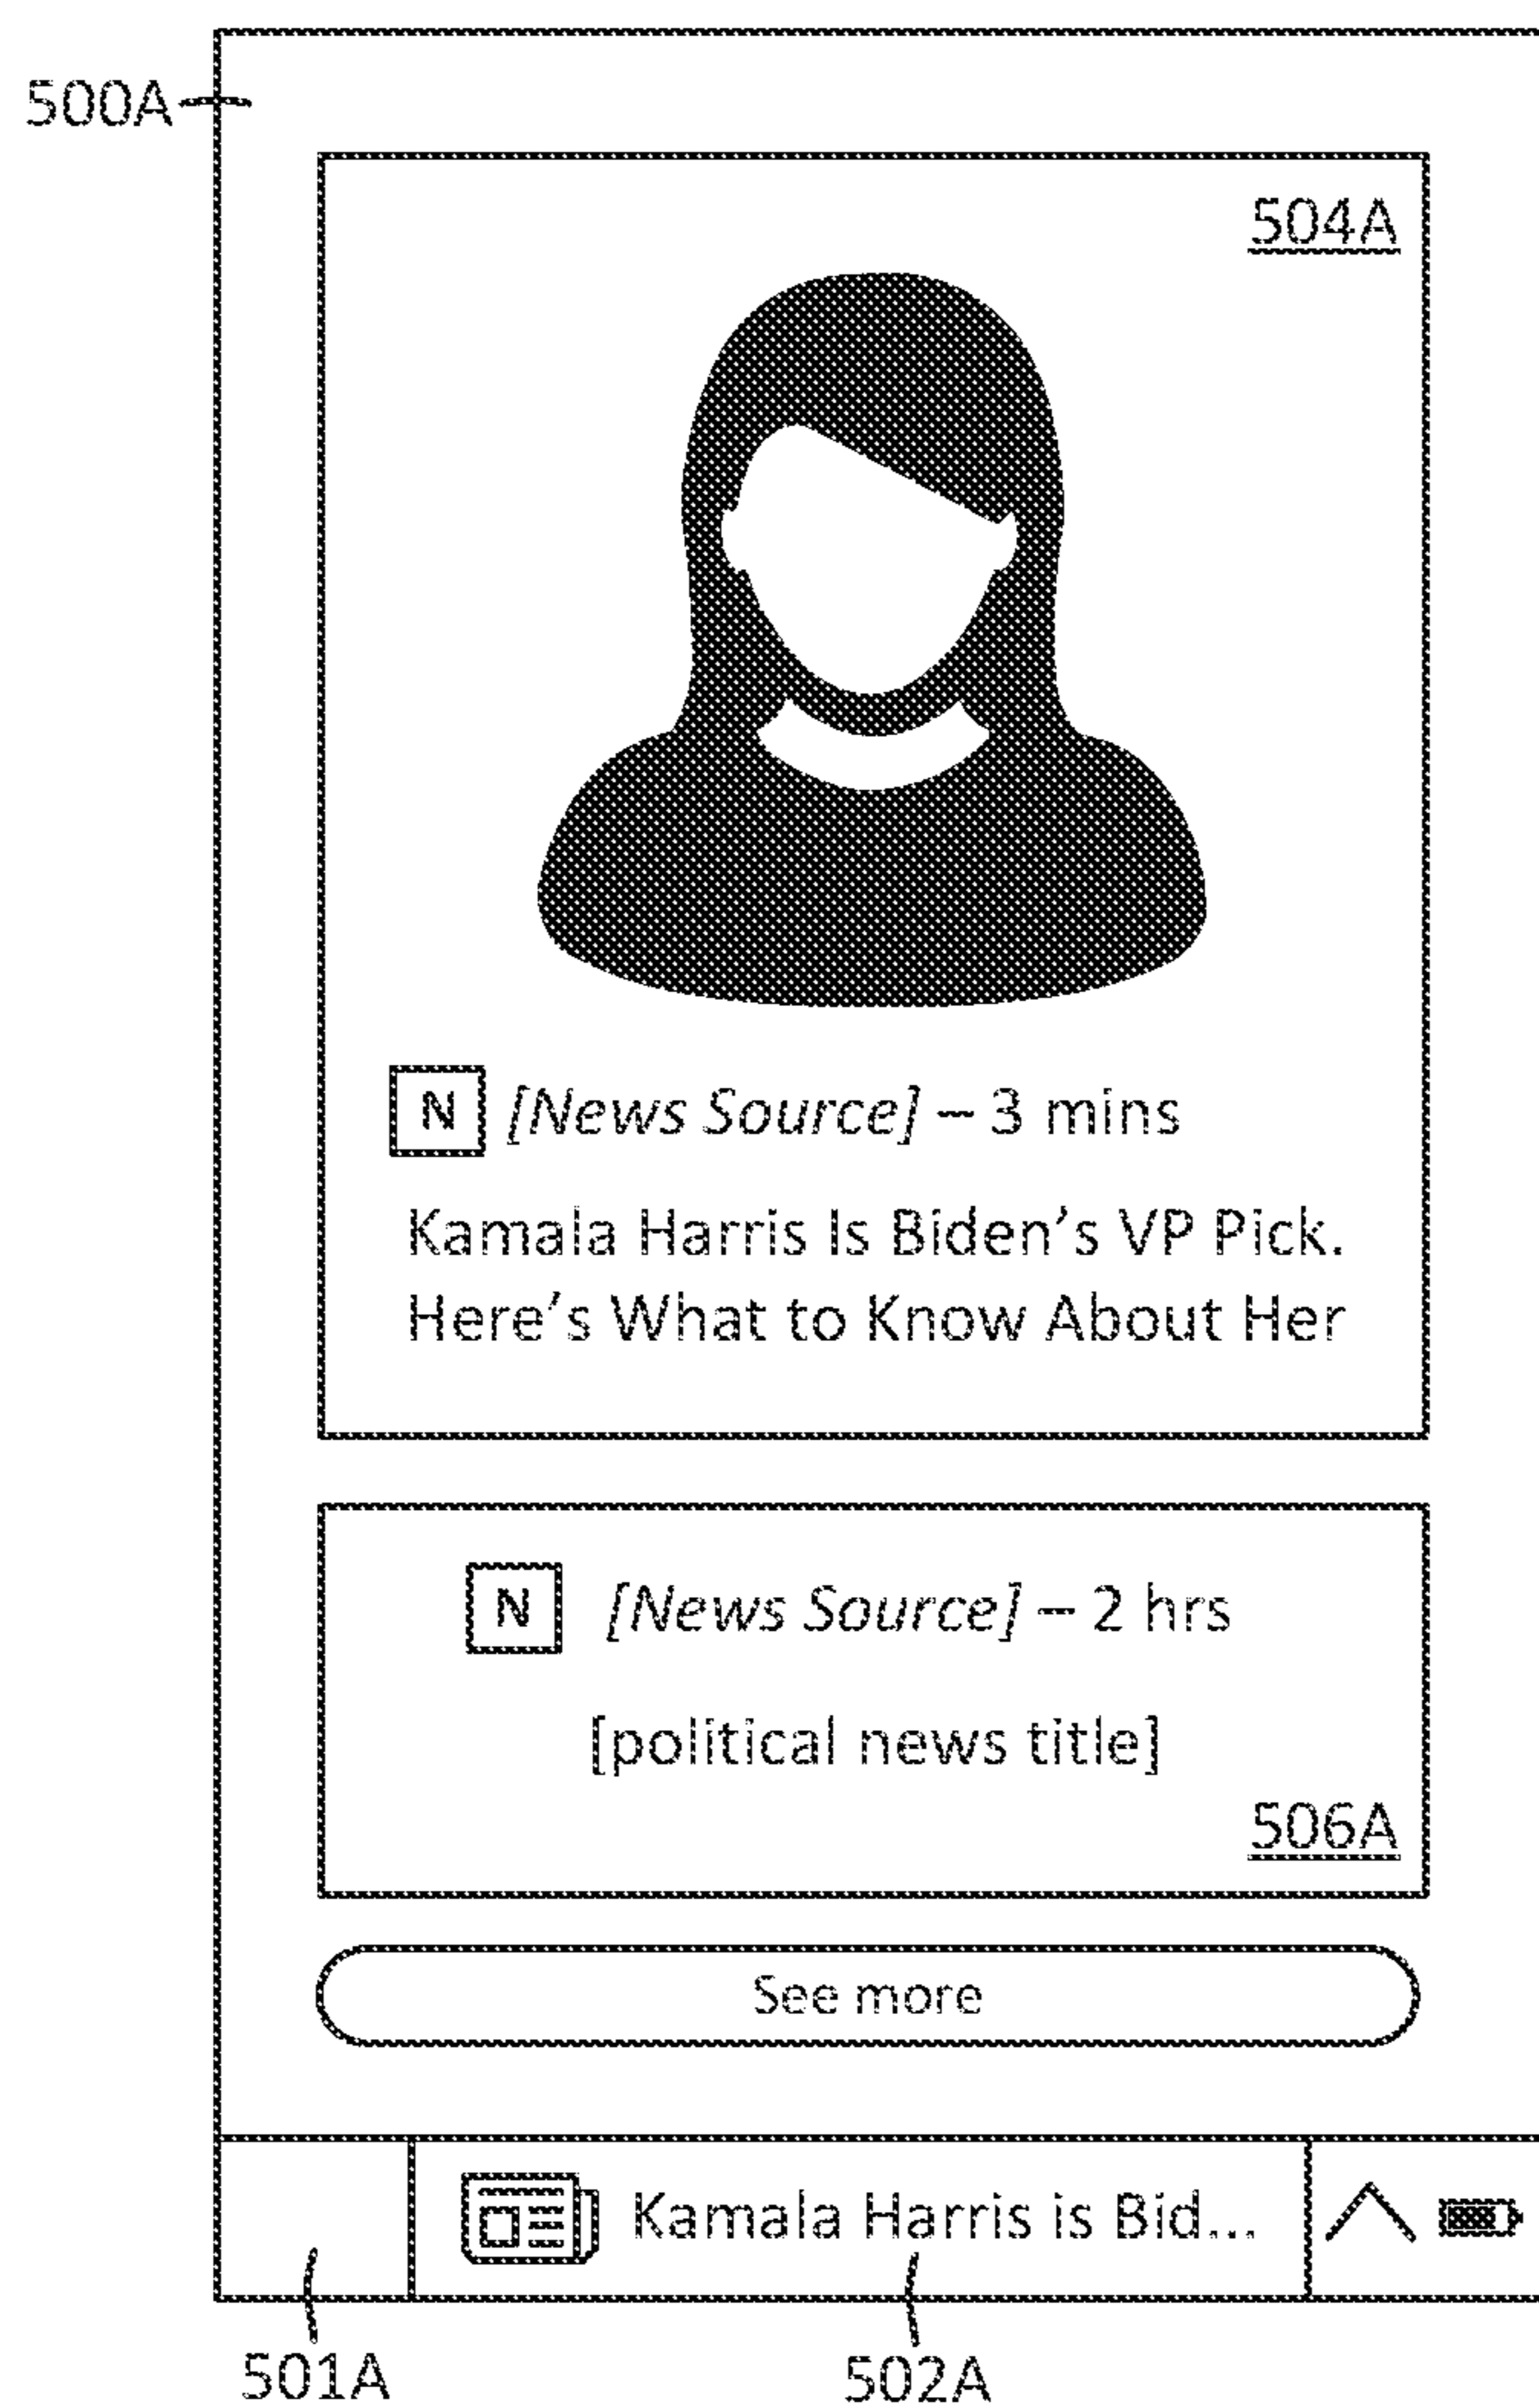 500A
504A
N [News Source] – 3 mins
Kamala Harris Is Biden's VP Pick.
Here's What to Know About Her
N [News Source] – 2 hrs
[political news title]
506A
See more
Kamala Harris is Bid...
501A
502A